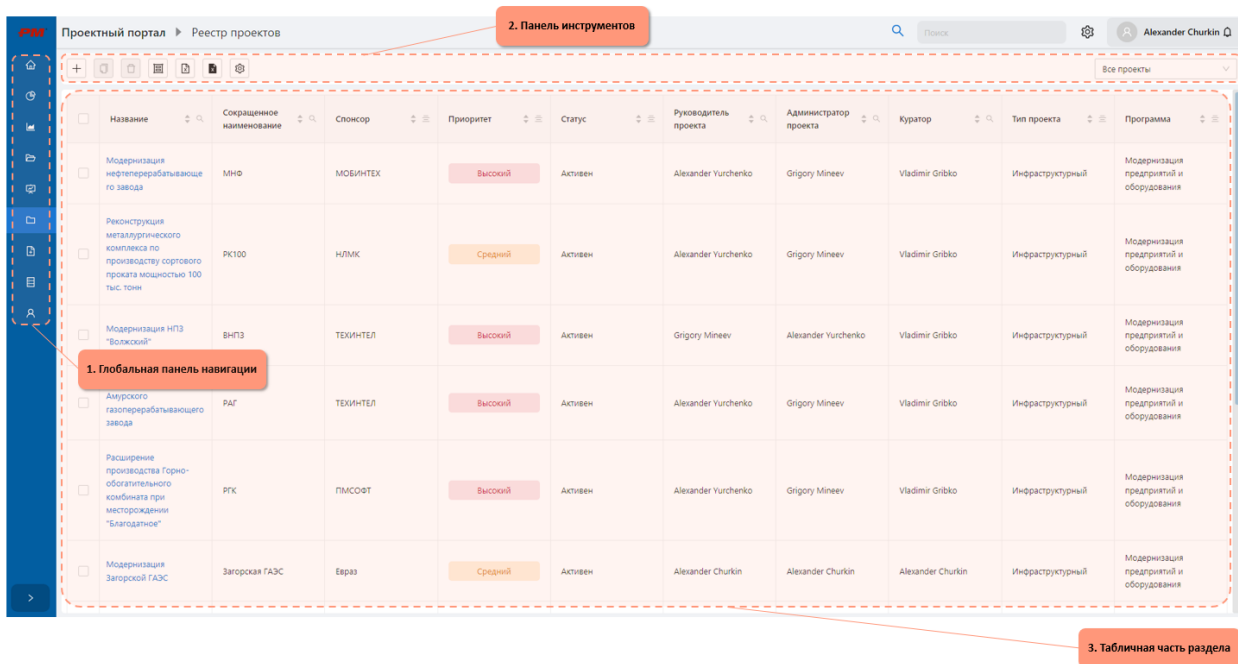 2. Панель инструментов
PM
Проектный портал Реестр проектов
Поиск
Alexander Churkin
Все проекты
Название
Сокращенное
наименование
Спонсор
Приоритет
Статус
Руководитель
проекта
Администратор
проекта
Куратор
Тип проекта
Программа
Модернизация
нефтеперерабатывающе
го завода
МНФ
МОБИНТЕХ
Высокий
Активен
Alexander Yurchenko
Grigory Mineev
Vladimir Gribko
Инфраструктурный
Модернизация
предприятий и
оборудования
Реконструкция
металлургического
комплекса по
производству сортового
проката мощностью 100
тыс. тонн
РК100
НЛМК
Средний
Активен
Alexander Yurchenko
Grigory Mineev
Vladimir Gribko
Инфраструктурный
Модернизация
предприятий и
оборудования
Модернизация НПЗ
"Волжский"
ВНПЗ
ТЕХИНТЕЛ
Высокий
Активен
Grigory Mineev
Alexander Yurchenko
Vladimir Gribko
Инфраструктурный
Модернизация
предприятий и
оборудования
1. Глобальная панель навигации
Амурского
газоперерабатывающего
завода
РАГ
ТЕХИНТЕЛ
Высокий
Активен
Alexander Yurchenko
Grigory Mineev
Vladimir Gribko
Инфраструктурный
Модернизация
предприятий и
оборудования
Расширение
производства Горно-
обогатительного
комбината при
месторождении
"Благодатное"
РГК
ПМСОФТ
Высокий
Активен
Alexander Yurchenko
Grigory Mineev
Vladimir Gribko
Инфраструктурный
Модернизация
предприятий и
оборудования
Модернизация
Загорской ГАЭС
Загорская ГАЭС
Евраз
Средний
Активен
Alexander Churkin
Alexander Churkin
Alexander Churkin
Инфраструктурный
Модернизация
предприятий и
оборудования
3. Табличная часть раздела